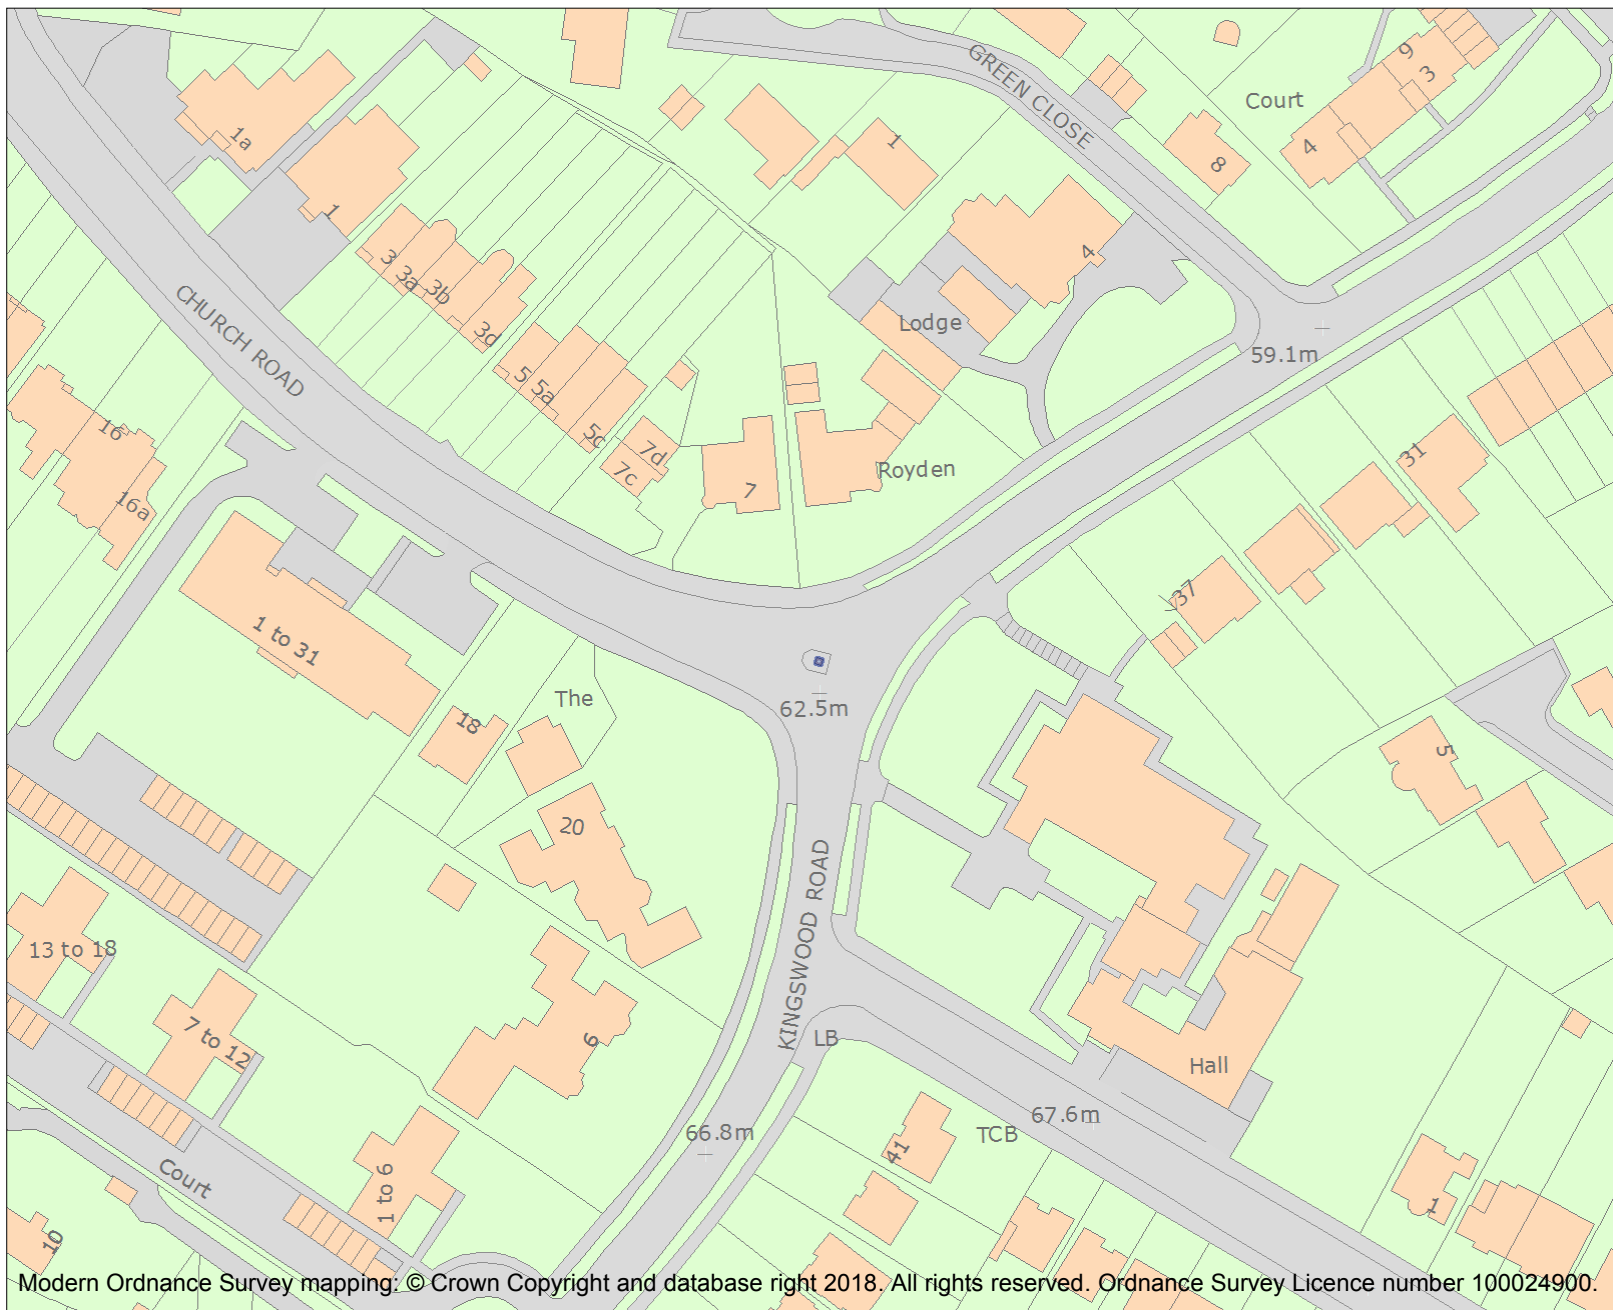 GREEN CLOSE
9
3
Court
4
8
1
1a
1
4
3
3a
3b
3d
CHURCH ROAD
Lodge
59.1m
5
5a
5c
7d
7c
7
Royden
31
16
16a
37
1 to 31
The
62.5m
18
5
20
KINGSWOOD ROAD
13 to 18
7 to 12
6
LB
Hall
67.6m
TCB
66.8m
41
Court
1 to 6
1
10
Modern Ordnance Survey mapping: © Crown Copyright and database right 2018. All rights reserved. Ordnance Survey Licence number 100024900.